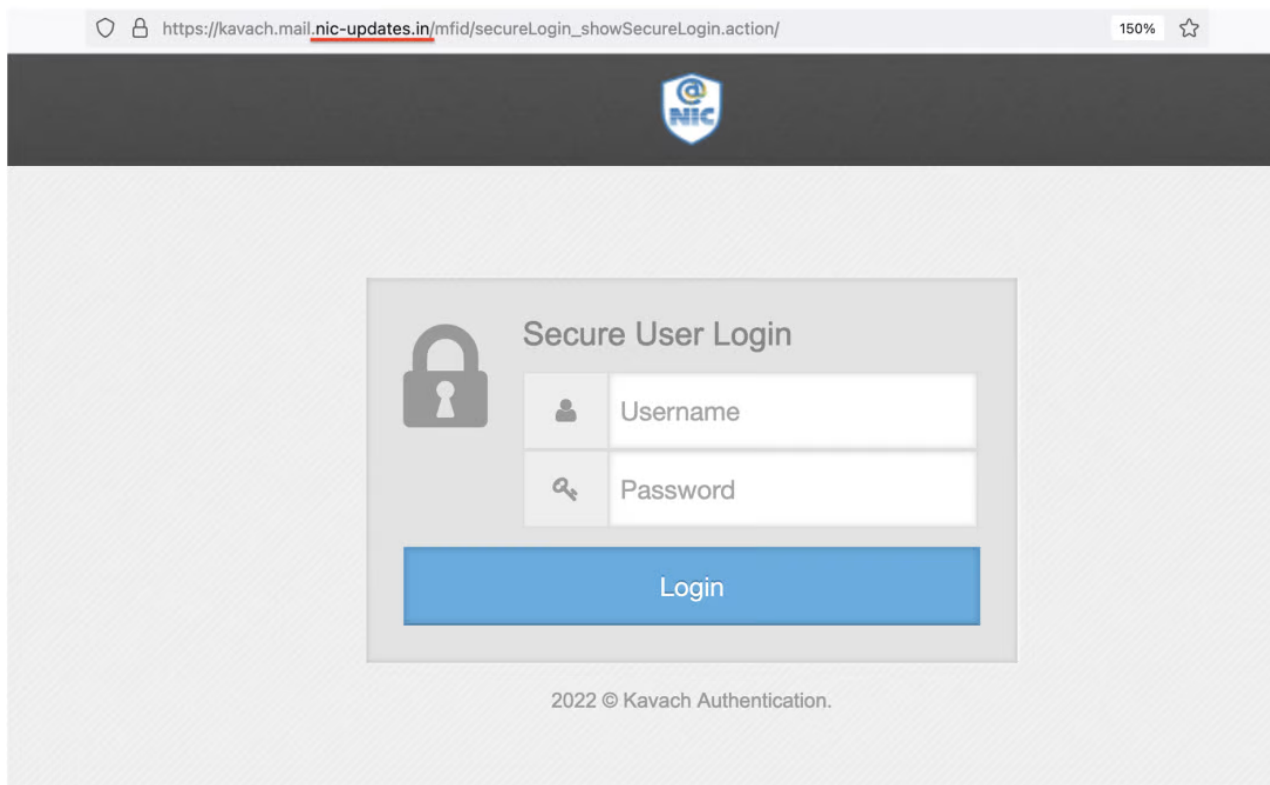 https://kavach.mail.nic-updates.in/mfid/secureLogin_showSecureLogin.action/ 150%
@
NIC
Secure User Login
Username
Password
Login
2022 © Kavach Authentication.